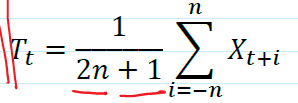 T_t = \frac{1}{2n + 1} \sum_{i=-n}^{n} X_{t+i}